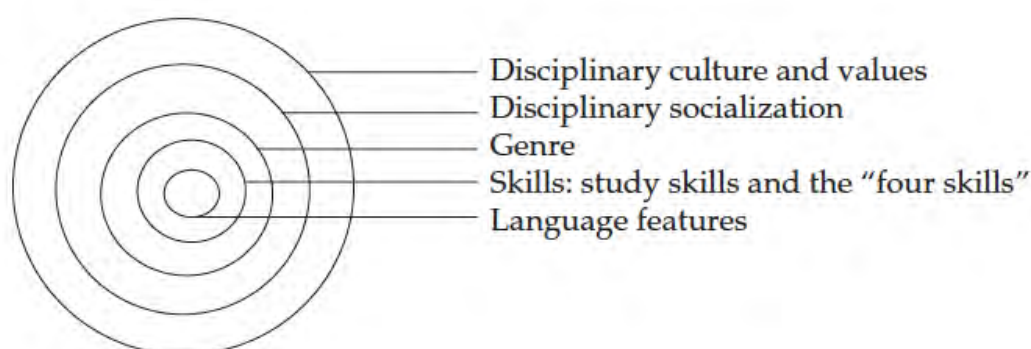 Disciplinary culture and values
Disciplinary socialization
Genre
Skills: study skills and the “four skills”
Language features